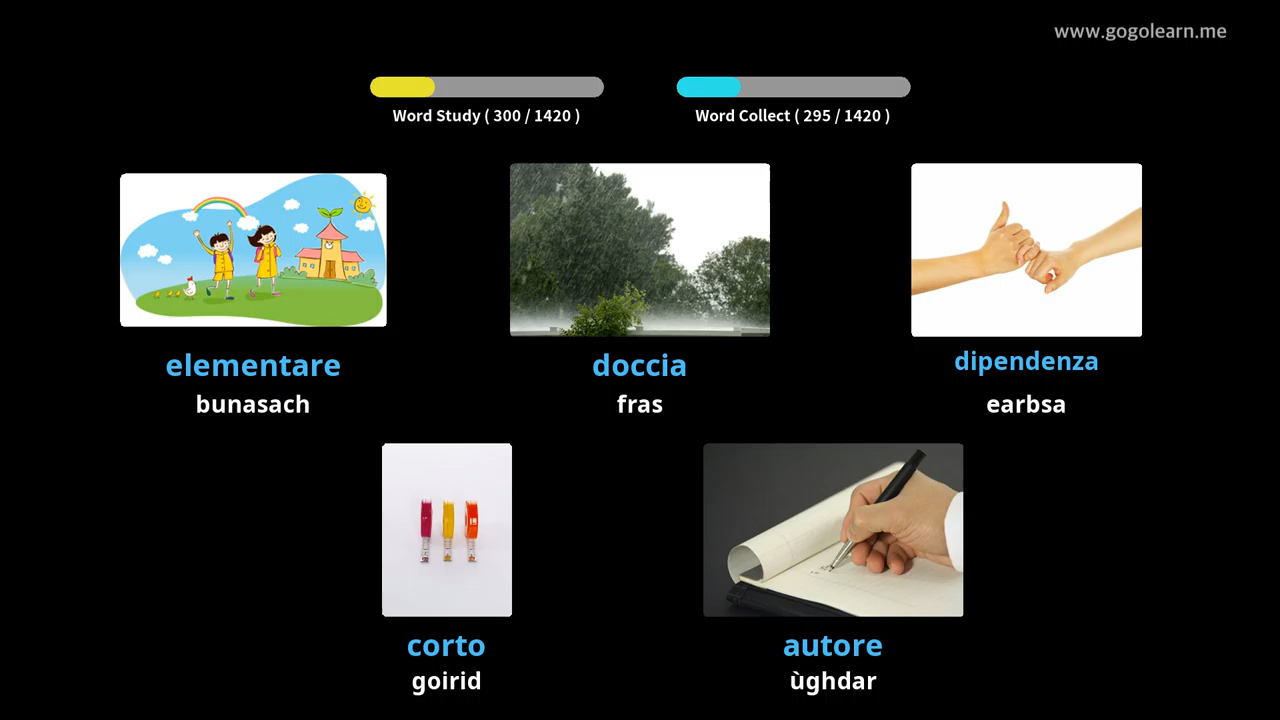 www.gogolearn.me
Word Study ( 300 / 1420 )
Word Collect ( 295 / 1420 )
elementare
bunasach
doccia
fras
dipendenza
earbsa
corto
goirid
autore
ùghdar